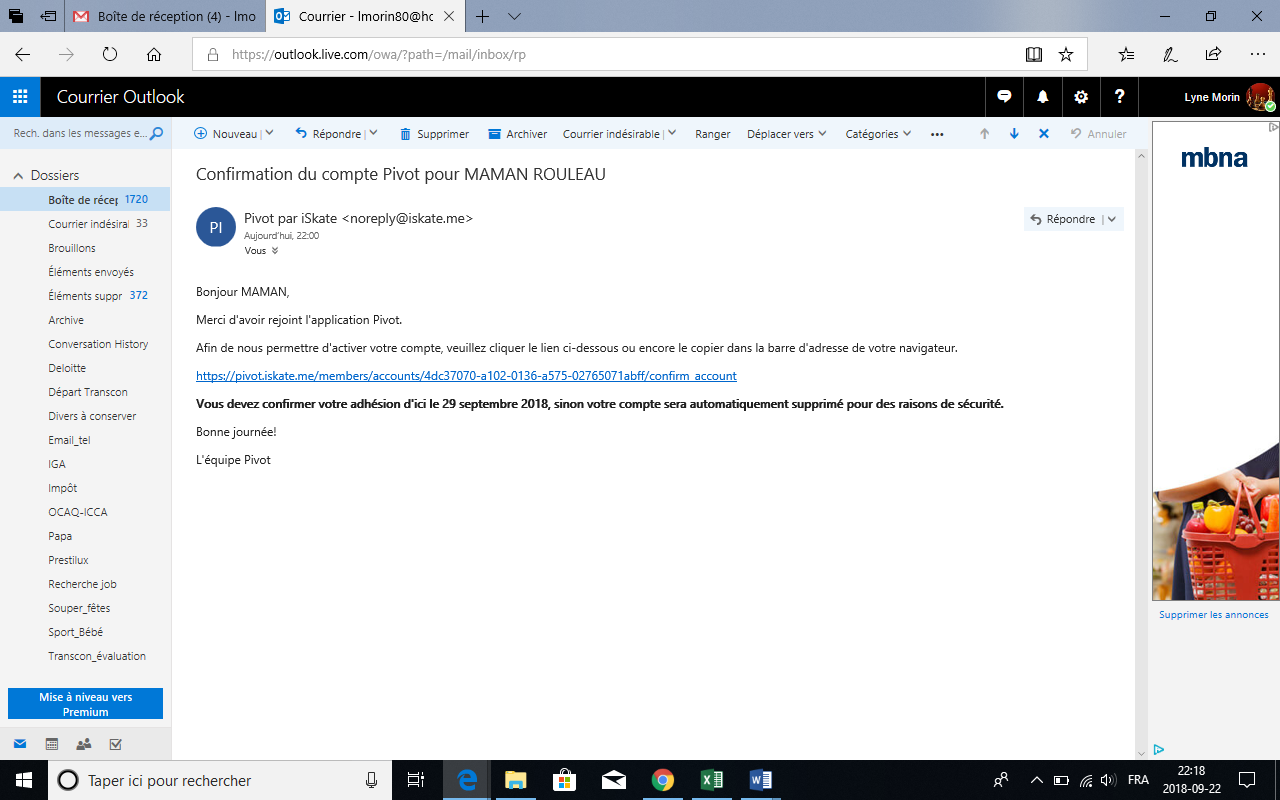 Boîte de réception (4) - lmo
Courrier - lmorin80@ho
https://outlook.live.com/owa/?path=/mail/inbox/rp
Courrier Outlook
Lyne Morin
Rech. dans les messages e...
Nouveau
Répondre
Supprimer
Archiver
Courrier indésirable
Ranger
Déplacer vers
Catégories
Annuler
Dossiers
Boîte de récep 1720
Courrier indésiral 33
Brouillons
Éléments envoyés
Éléments suppr 372
Archive
Conversation History
Deloitte
Départ Transcon
Divers à conserver
Email_tel
IGA
Impôt
OCAQ-ICCA
Papa
Prestilux
Recherche job
Souper_fêtes
Sport_Bébé
Transcon_évaluation
Mise à niveau vers
Premium
Confirmation du compte Pivot pour MAMAN ROULEAU
PI
Pivot par iSkate <noreply@iskate.me>
Aujourd'hui, 22:00
Vous
Répondre
Bonjour MAMAN,
Merci d'avoir rejoint l'application Pivot.
Afin de nous permettre d'activer votre compte, veuillez cliquer le lien ci-dessous ou encore le copier dans la barre d'adresse de votre navigateur.
https://pivot.iskate.me/members/accounts/4dc37070-a102-0136-a575-02765071abff/confirm_account
Vous devez confirmer votre adhésion d'ici le 29 septembre 2018, sinon votre compte sera automatiquement supprimé pour des raisons de sécurité.
Bonne journée!
L'équipe Pivot
mbna
Supprimer les annonces
Taper ici pour rechercher
FRA
22:18
2018-09-22